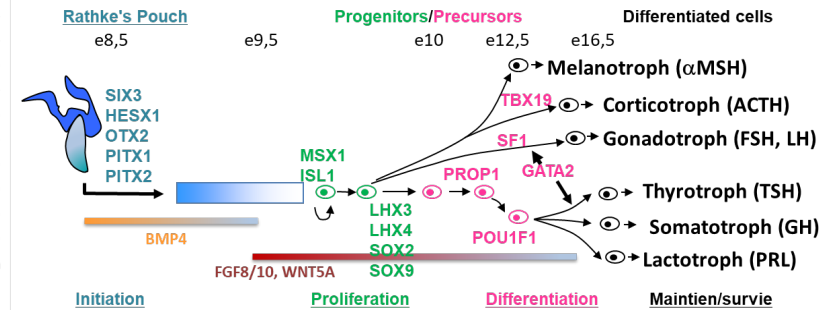 Rathke's Pouch
Progenitors/Precursors
Differentiated cells
e8,5
e9,5
e10
e12,5
e16,5
SIX3
HESX1
OTX2
PITX1
PITX2
MSX1
ISL1
LHX3
LHX4
SOX2
SOX9
PROP1
POU1F1
TBX19
SF1
GATA2
Melanotroph (αMSH)
Corticotroph (ACTH)
Gonadotroph (FSH, LH)
Thyrotroph (TSH)
Somatotroph (GH)
Lactotroph (PRL)
BMP4
FGF8/10, WNT5A
Initiation
Proliferation
Differentiation
Maintien/survie